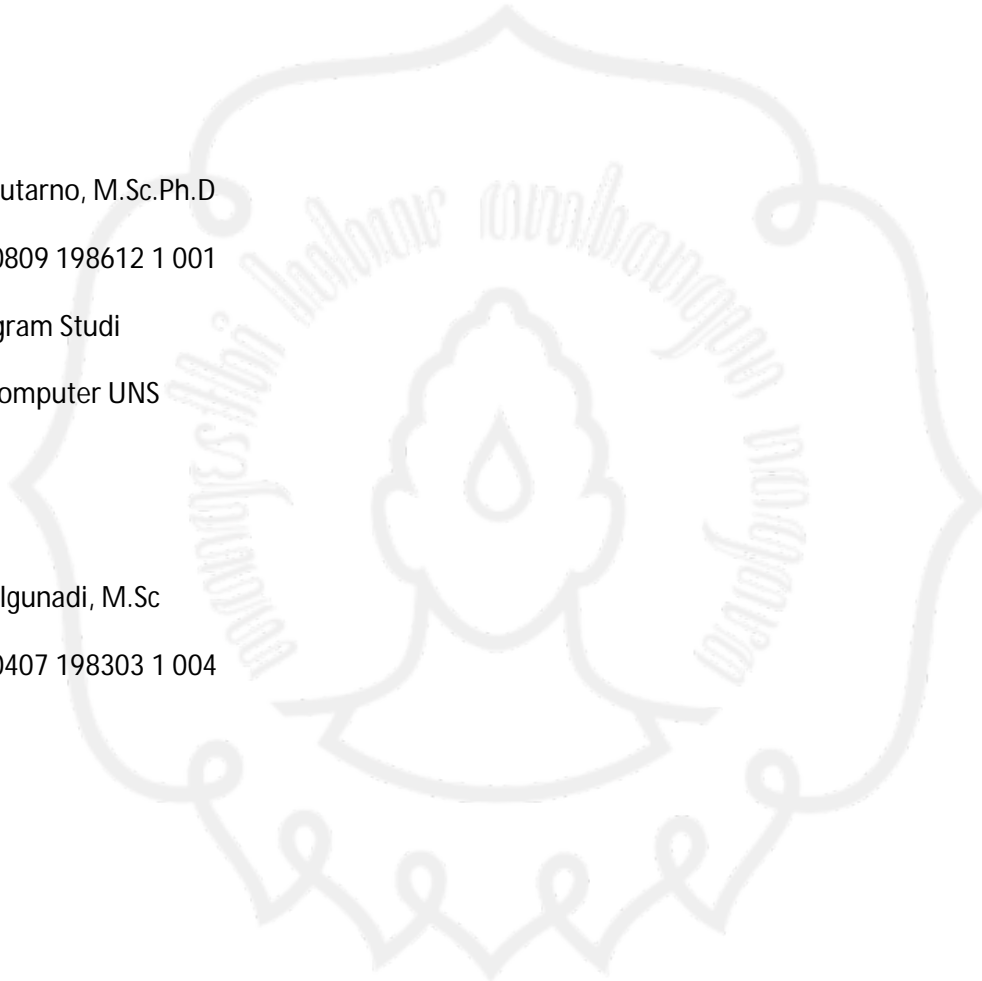 utarno, M.Sc.Ph.D
0809 198612 1 001
gram Studi
omputer UNS
lgunadi, M.Sc
0407 198303 1 004